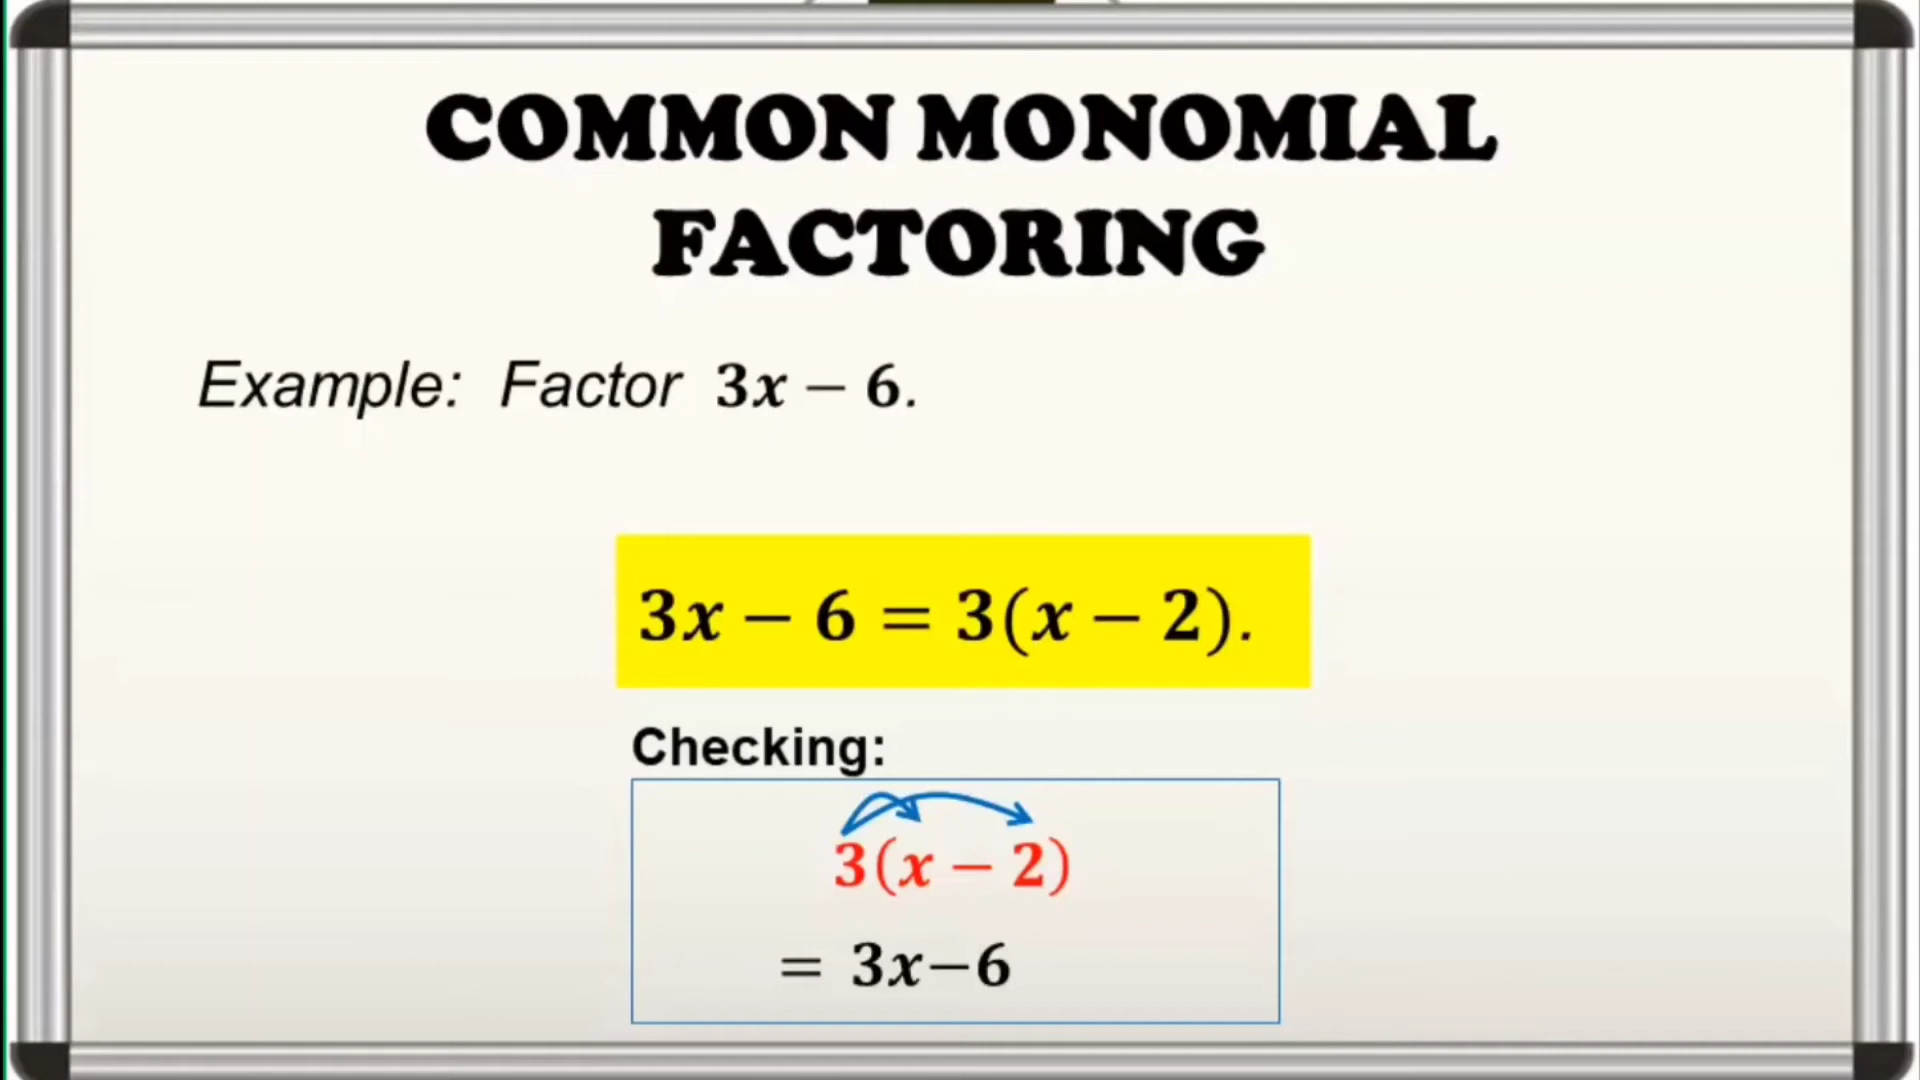 COMMON MONOMIAL
FACTORING
Example: Factor 3x − 6.
3x − 6 = 3(x − 2).
Checking:
3(x − 2)
= 3x−6